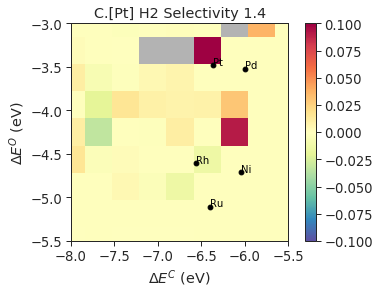 C.[Pt] H2 Selectivity 1.4
−3.0
−3.5
−4.0
−4.5
−5.0
−5.5
ΔE^O (eV)
Pt
Pd
Rh
Ni
Ru
−8.0 −7.5 −7.0 −6.5 −6.0 −5.5
ΔE^C (eV)
0.100
0.075
0.050
0.025
0.000
−0.025
−0.050
−0.075
−0.100